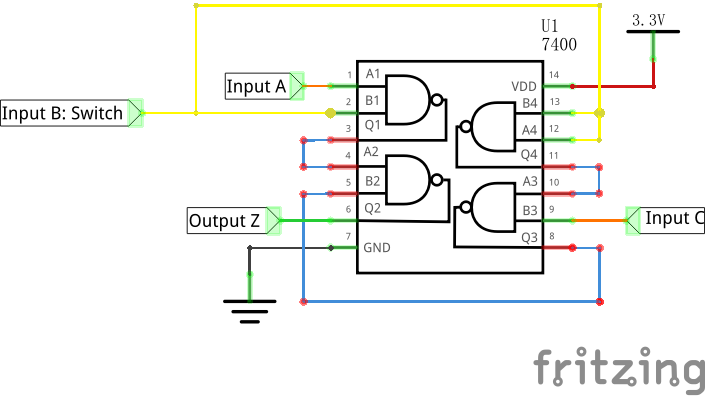 U1
7400
3.3V
Input A
Input B: Switch
Output Z
Input C
1
2
3
4
5
6
7
A1
B1
Q1
A2
B2
Q2
GND
VDD
B4
A4
Q4
A3
B3
Q3
14
13
12
11
10
9
8
fritzing